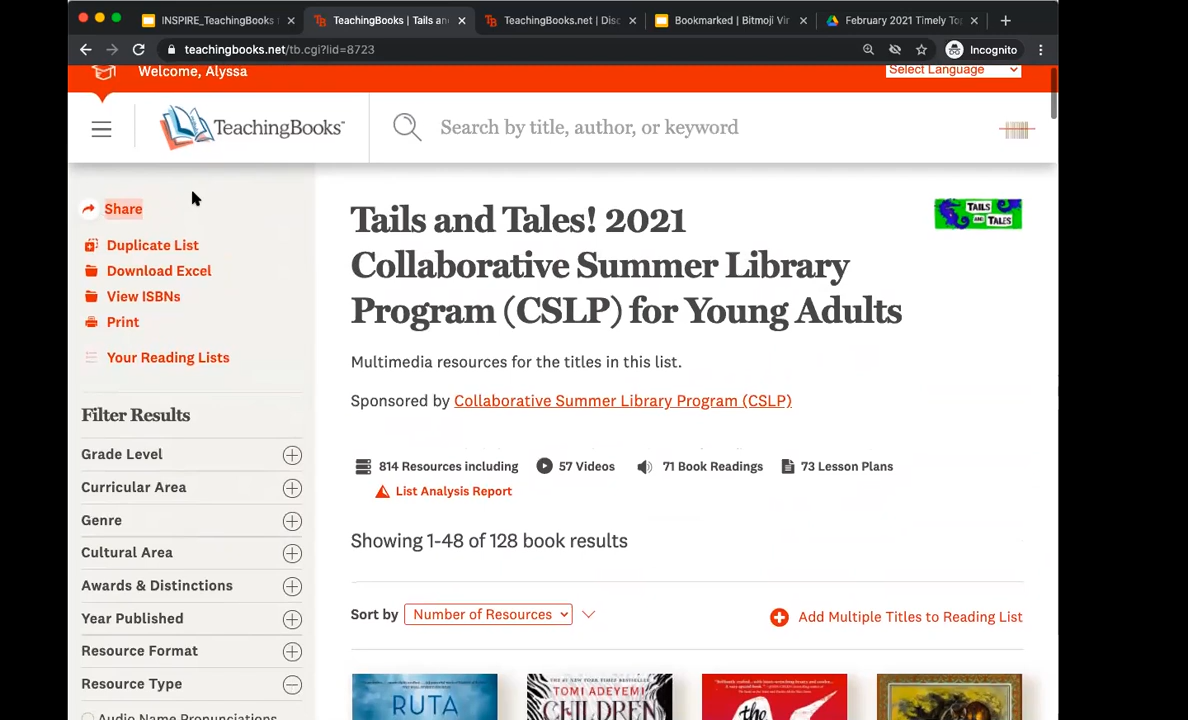 INSPIRE_TeachingBooks
TeachingBooks | Tails an
TeachingBooks.net | Disc
Bookmarked | Bitmoji Vir
February 2021 Timely To
teachingbooks.net/tb.cgi?lid=8723
Incognito
Welcome, Alyssa
Select Language
TeachingBooks
Search by title, author, or keyword
Share
Duplicate List
Download Excel
View ISBNs
Print
Your Reading Lists
Filter Results
Grade Level
Curricular Area
Genre
Cultural Area
Awards & Distinctions
Year Published
Resource Format
Resource Type
Audio Name Pronunciations
Tails and Tales! 2021
Collaborative Summer Library
Program (CSLP) for Young Adults
TAILS
AND TALES
Multimedia resources for the titles in this list.
Sponsored by Collaborative Summer Library Program (CSLP)
814 Resources including 57 Videos 71 Book Readings 73 Lesson Plans
List Analysis Report
Showing 1-48 of 128 book results
Sort by Number of Resources
Add Multiple Titles to Reading List
RUTA
TOMI ADEYEMI
CHILDREN
the